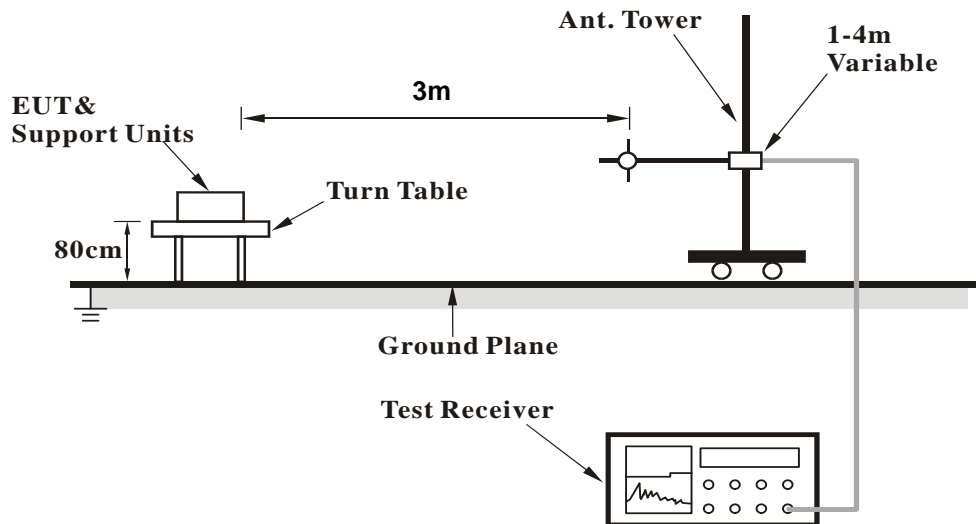 Ant. Tower
1-4m
Variable
3m
EUT&
Support Units
Turn Table
80cm
Ground Plane
Test Receiver